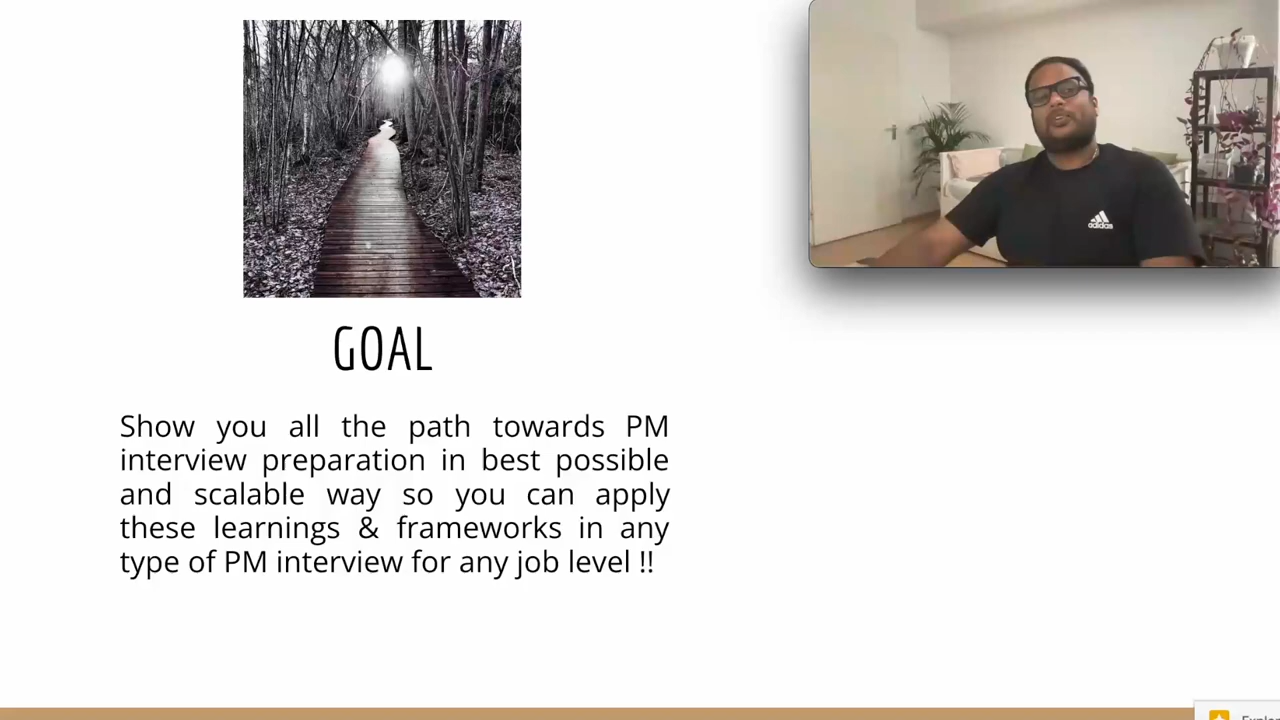 adidas
GOAL
Show you all the path towards PM
interview preparation in best possible
and scalable way so you can apply
these learnings & frameworks in any
type of PM interview for any job level !!